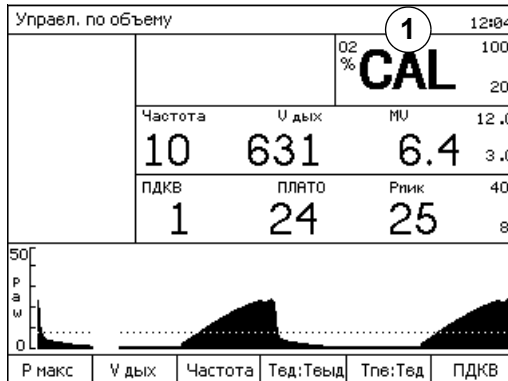 Управл. по объему 12:04
1
O2 % CAL 100 20
Частота V дых MV 12.0
10 631 6.4 3.0
ПДКВ ПЛАТО Рпик 40
1 24 25 8
50
P a w
0
Р макс V дых Частота Твд:Твыд Тпв:Твд ПДКВ